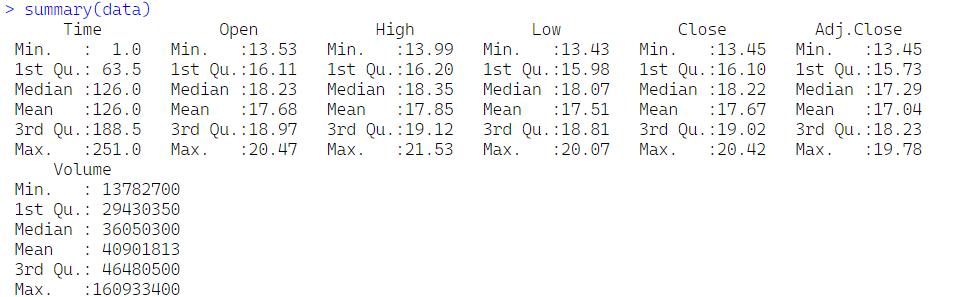 > summary(data)
      Time            Open            High            Low            Close         Adj.Close
 Min.   :  1.0   Min.   :13.53   Min.   :13.99   Min.   :13.43   Min.   :13.45   Min.   :13.45
 1st Qu.: 63.5   1st Qu.:16.11   1st Qu.:16.20   1st Qu.:15.98   1st Qu.:16.10   1st Qu.:15.73
 Median :126.0   Median :18.23   Median :18.35   Median :18.07   Median :18.22   Median :17.29
 Mean   :126.0   Mean   :17.68   Mean   :17.85   Mean   :17.51   Mean   :17.67   Mean   :17.04
 3rd Qu.:188.5   3rd Qu.:18.97   3rd Qu.:19.12   3rd Qu.:18.81   3rd Qu.:19.02   3rd Qu.:18.23
 Max.   :251.0   Max.   :20.47   Max.   :21.53   Max.   :20.07   Max.   :20.42   Max.   :19.78
     Volume
 Min.   : 13782700
 1st Qu.: 29430350
 Median : 36050300
 Mean   : 40901813
 3rd Qu.: 46480500
 Max.   :160933400